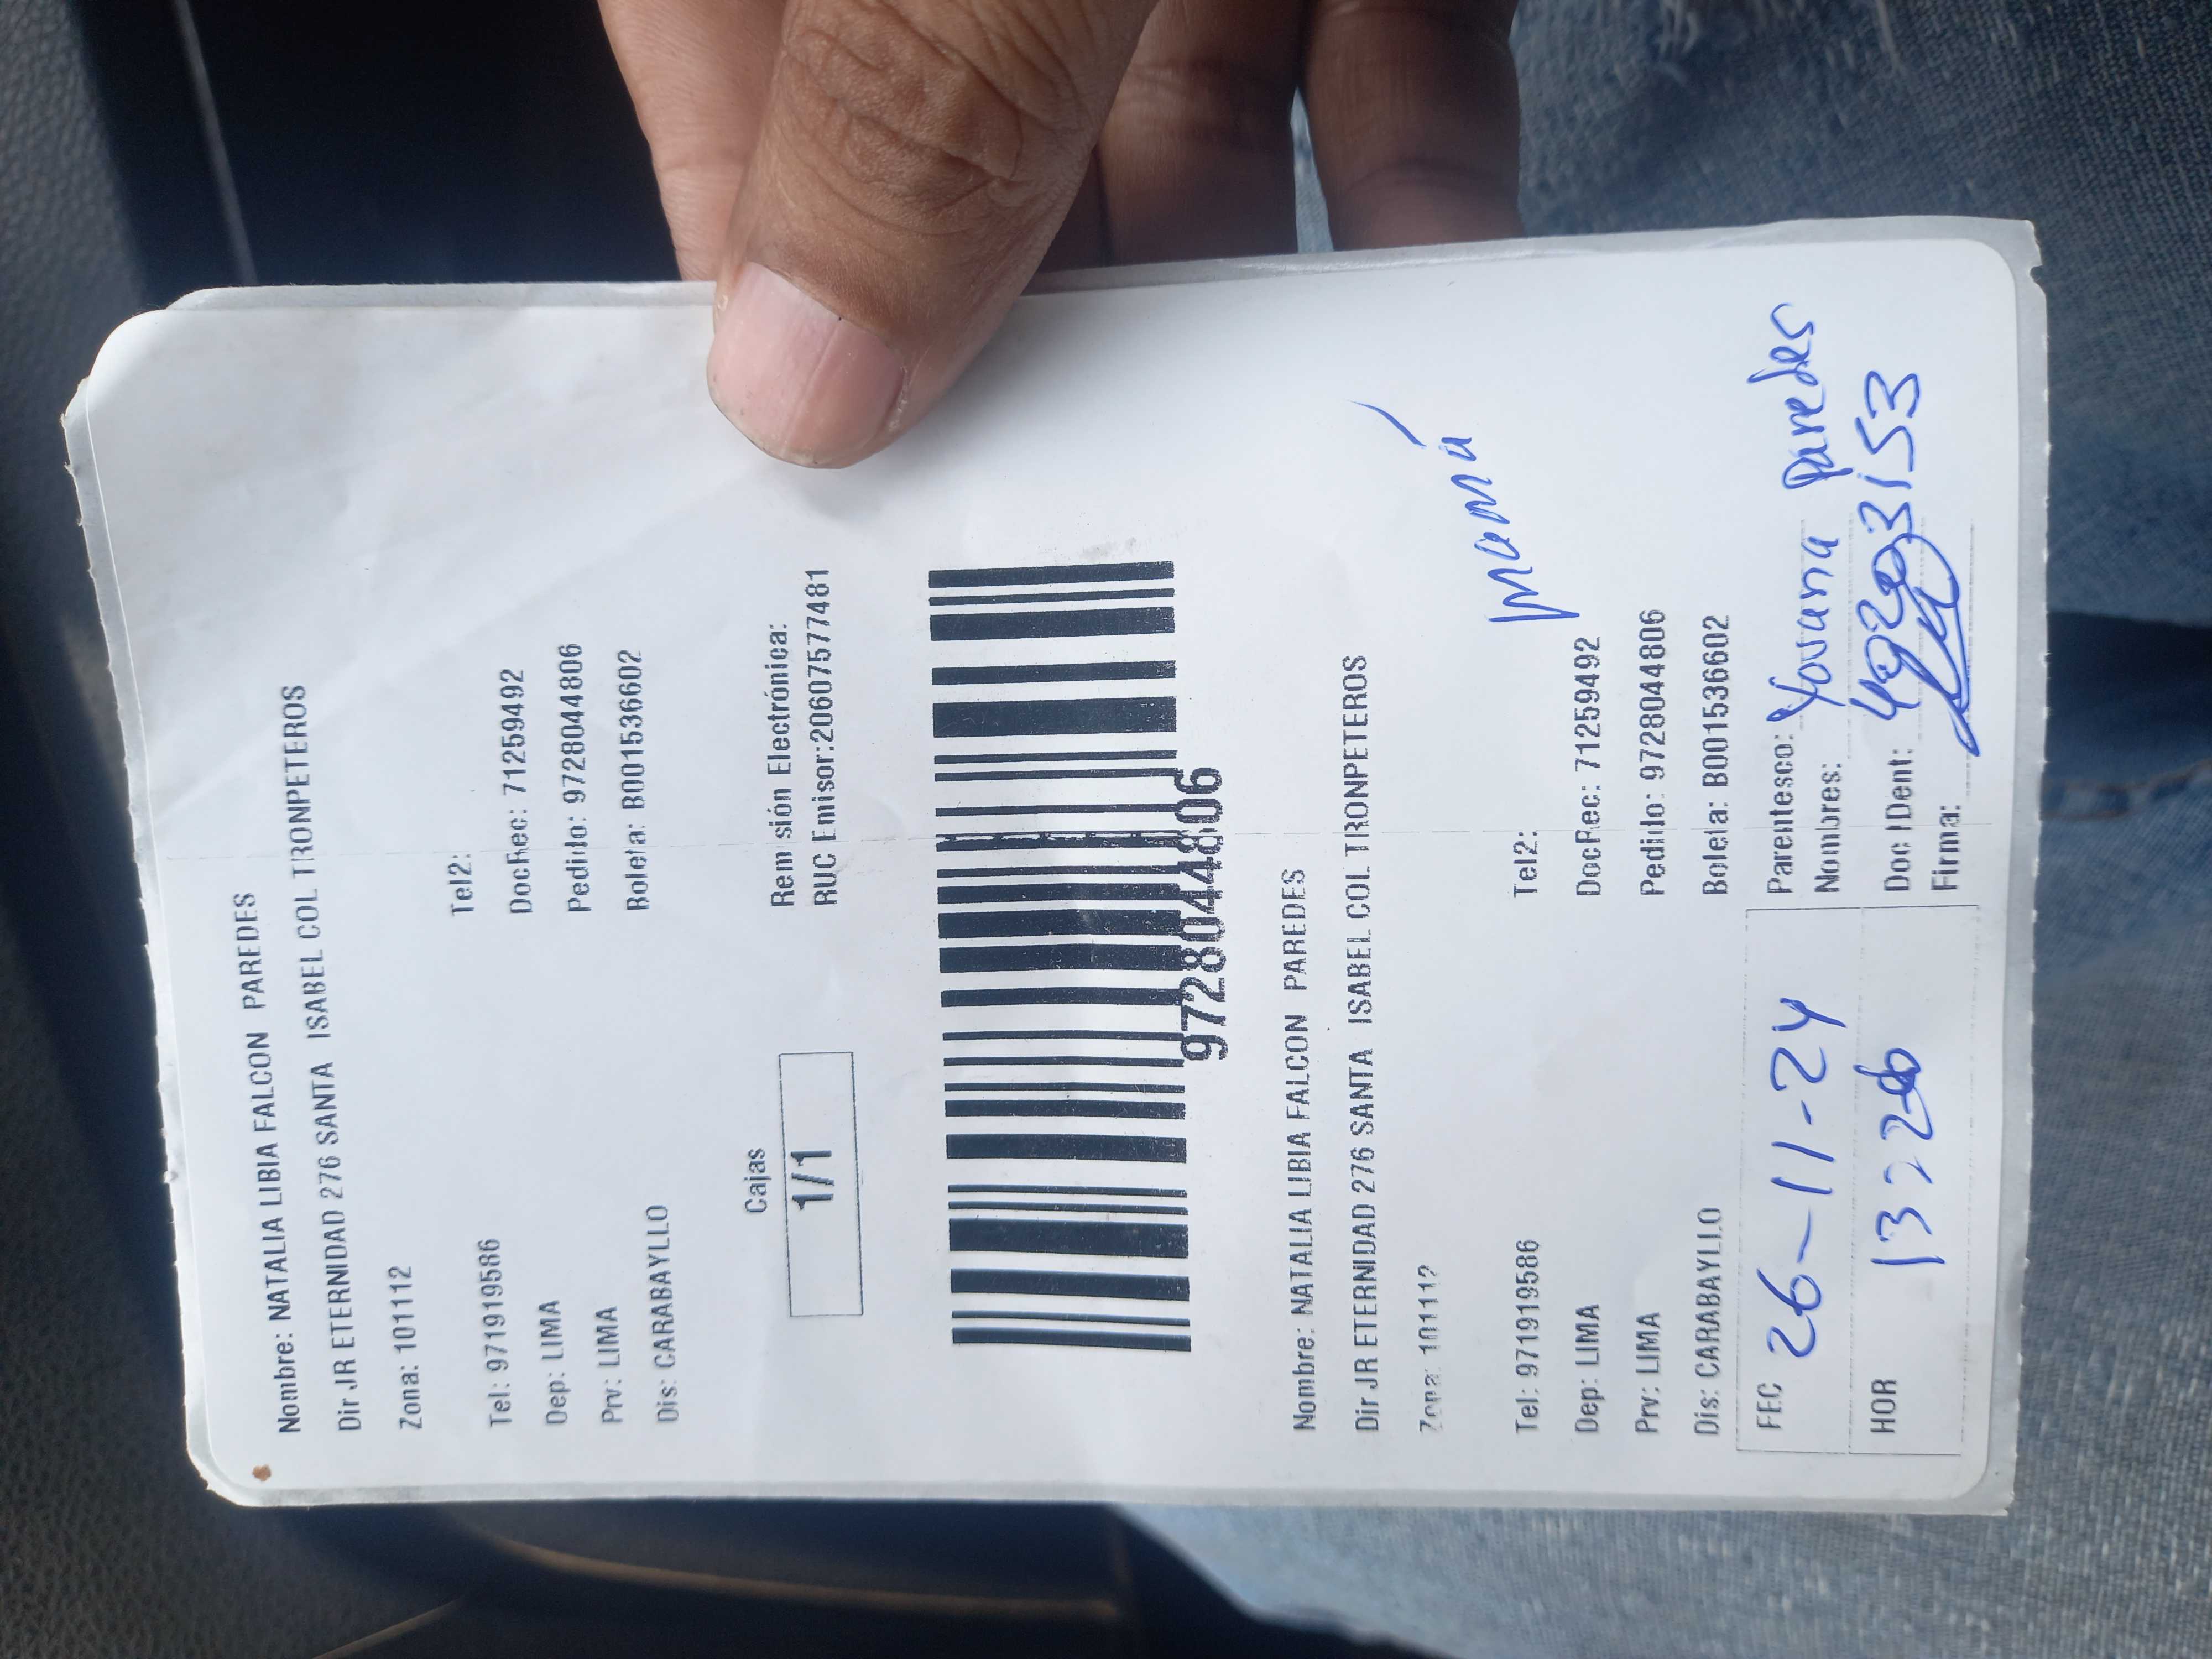 Nombre: NATALIA LIBIA FALCON PAREDES
Dir JR ETERNIDAD 276 SANTA ISABEL COL TRONPETEROS
Zona: 101112
Tel: 971919586 Tel2:
Dep: LIMA DocRec: 71259492
Prv: LIMA Pedido: 9728044806
Dis: CARABAYLLO Boleta: B001536602
Cajas Remisión Electrónica:
1/1 RUC Emisor:20607577481
9728044806
Nombre: NATALIA LIBIA FALCON PAREDES
Dir JR ETERNIDAD 276 SANTA ISABEL COL TRONPETEROS
Zona: 101112
mamá
Tel: 971919586 Tel2:
Dep: LIMA DocRec: 71259492
Prv: LIMA Pedido: 9728044806
Dis: CARABAYLLO Boleta: B001536602
FEC 26-11-24 Parentesco:
Nombres: Yovana Paredes
HOR Doc IDent:
Firma: